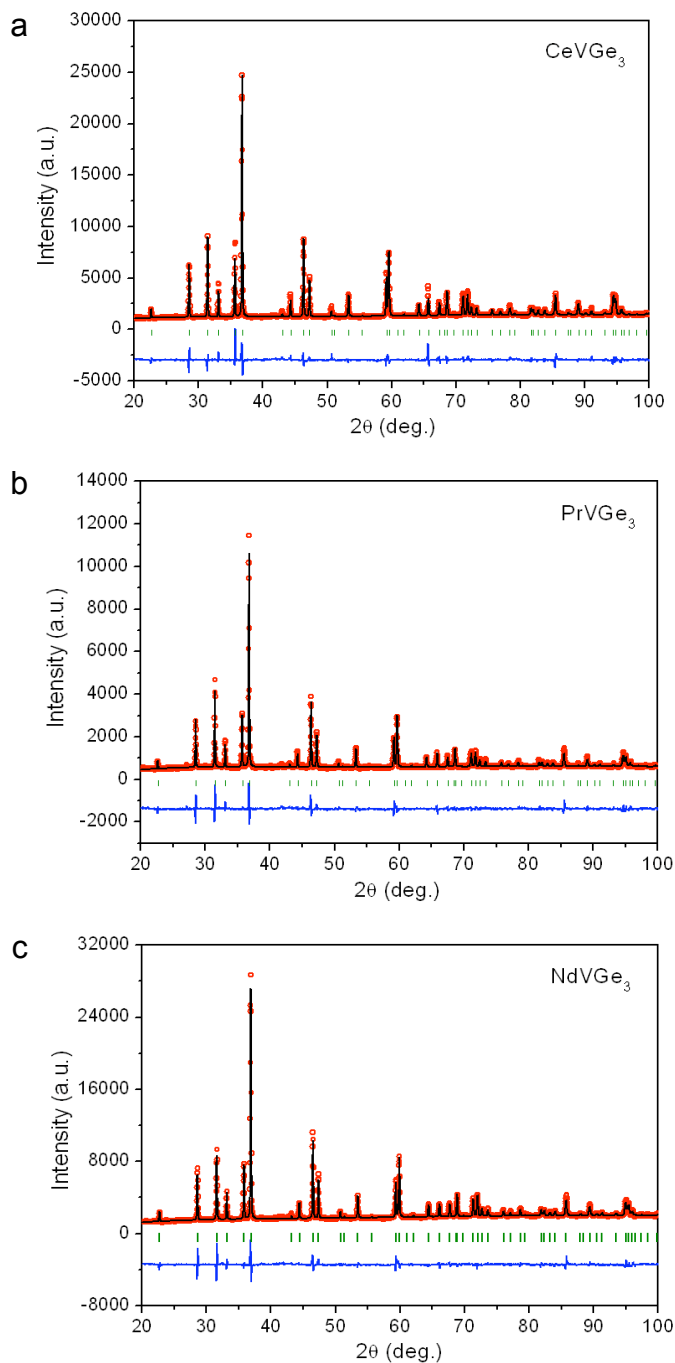 a
CeVGe₃
30000
25000
20000
15000
10000
5000
0
-5000
Intensity (a.u.)
20 30 40 50 60 70 80 90 100
2θ (deg.)
b
PrVGe₃
14000
12000
10000
8000
6000
4000
2000
0
-2000
Intensity (a.u.)
20 30 40 50 60 70 80 90 100
2θ (deg.)
c
NdVGe₃
32000
24000
16000
8000
0
-8000
Intensity (a.u.)
20 30 40 50 60 70 80 90 100
2θ (deg.)